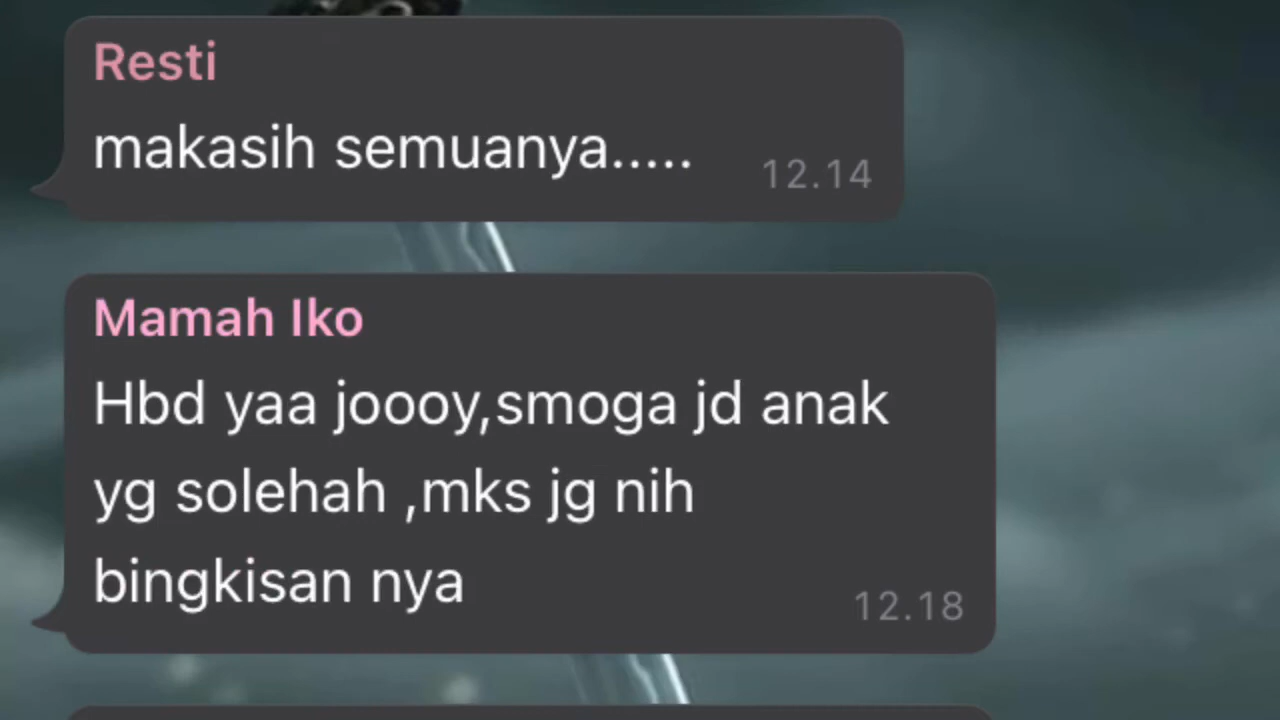 Resti
makasih semuanya.....
12.14
Mamah Iko
Hbd yaa joooy,smoga jd anak
yg solehah ,mks jg nih
bingkisan nya
12.18